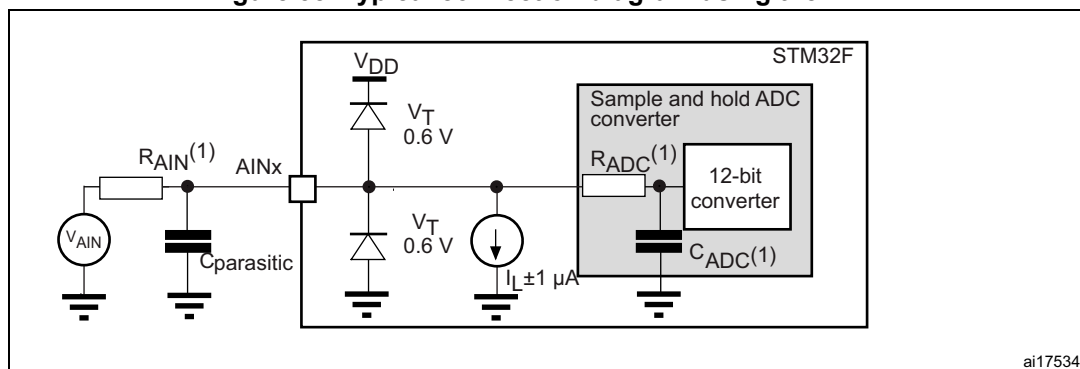 STM32F
VDD
Sample and hold ADC
converter
VT
0.6 V
RAIN(1)
AINx
RADC(1)
12-bit
converter
VAIN
Cparasitic
VT
0.6 V
IL±1 µA
CADC(1)
ai17534